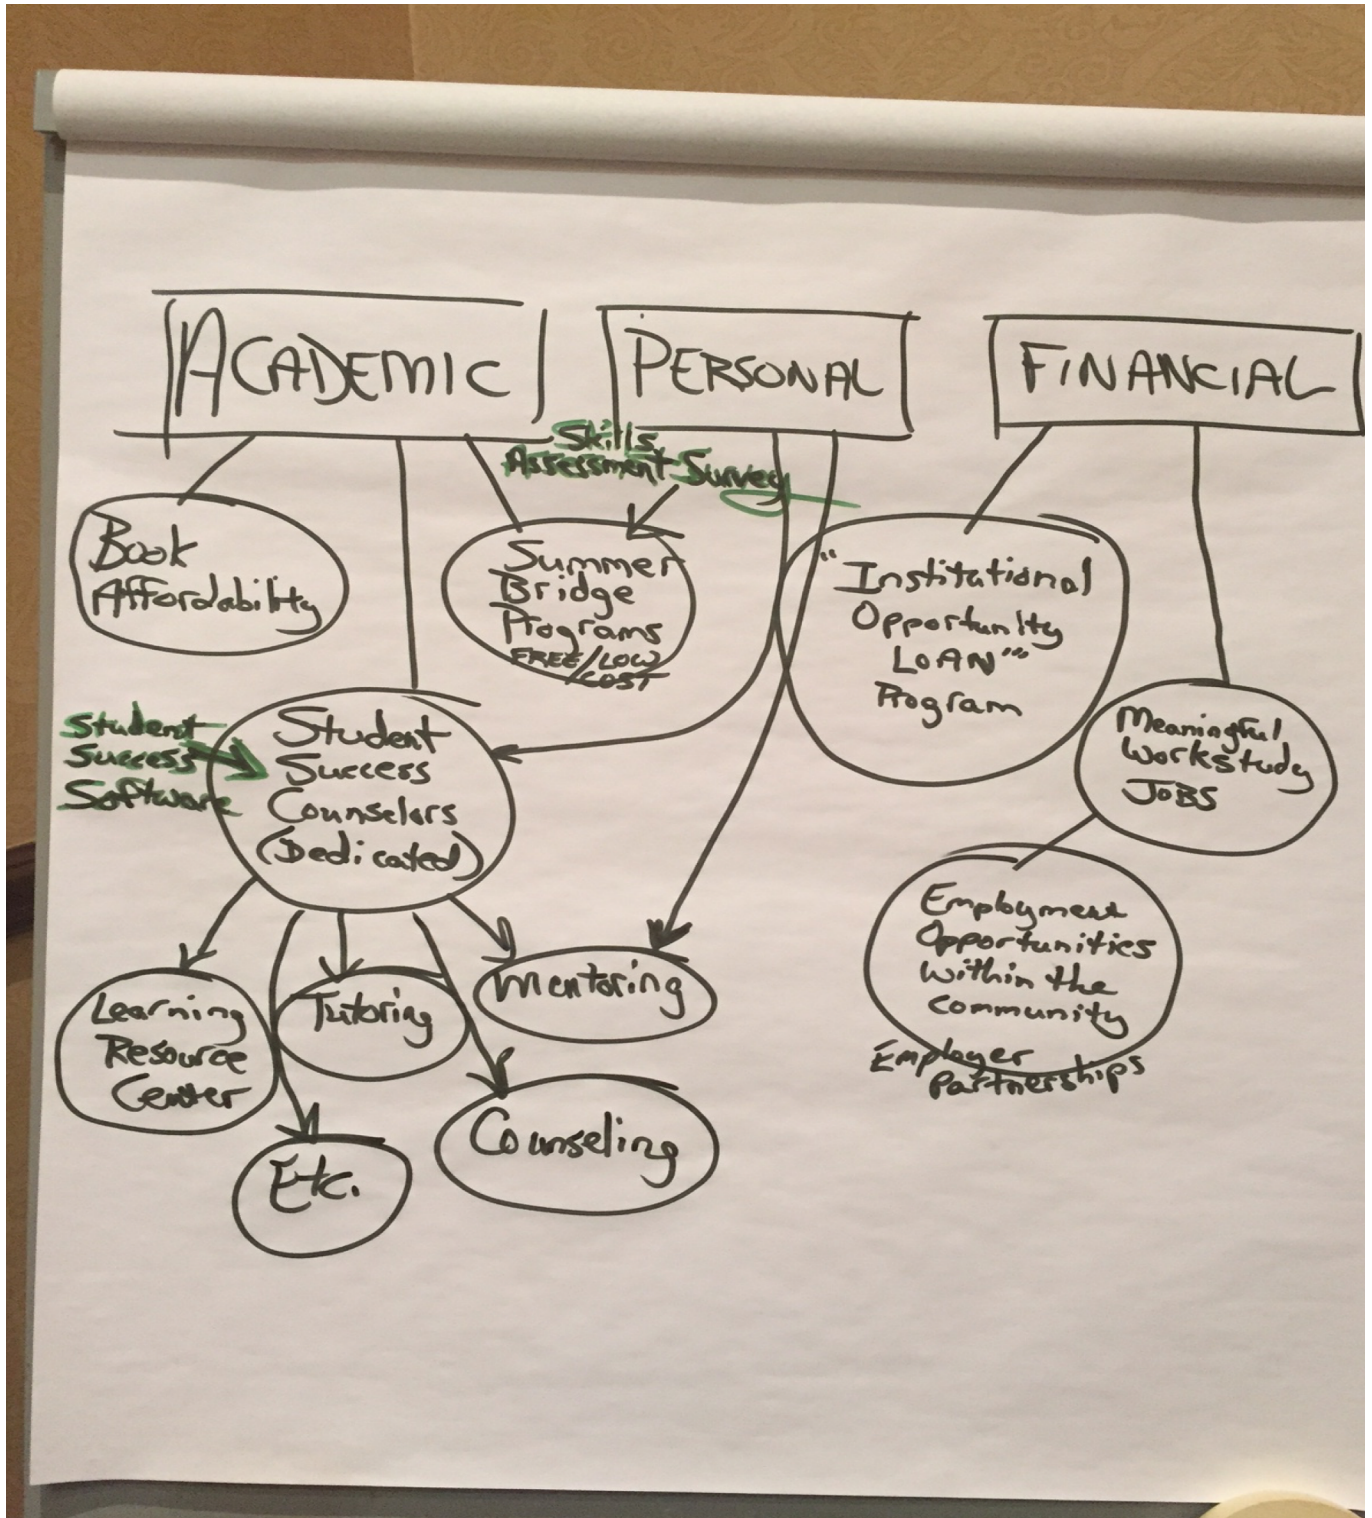 ACADEMIC
PERSONAL
FINANCIAL
Skills
Assessment Survey
Book
Affordability
Summer
Bridge
Programs
FREE/LOW
COST
"Institutional
Opportunity
LOAN"
Program
Student
Success
Software
Student
Success
Counselors
(Dedicated)
Meaningful
Workstudy
JOBS
Employment
Opportunities
within the
community
Employer
Partnerships
Learning
Resource
Center
Tutoring
Mentoring
Counseling
Etc.